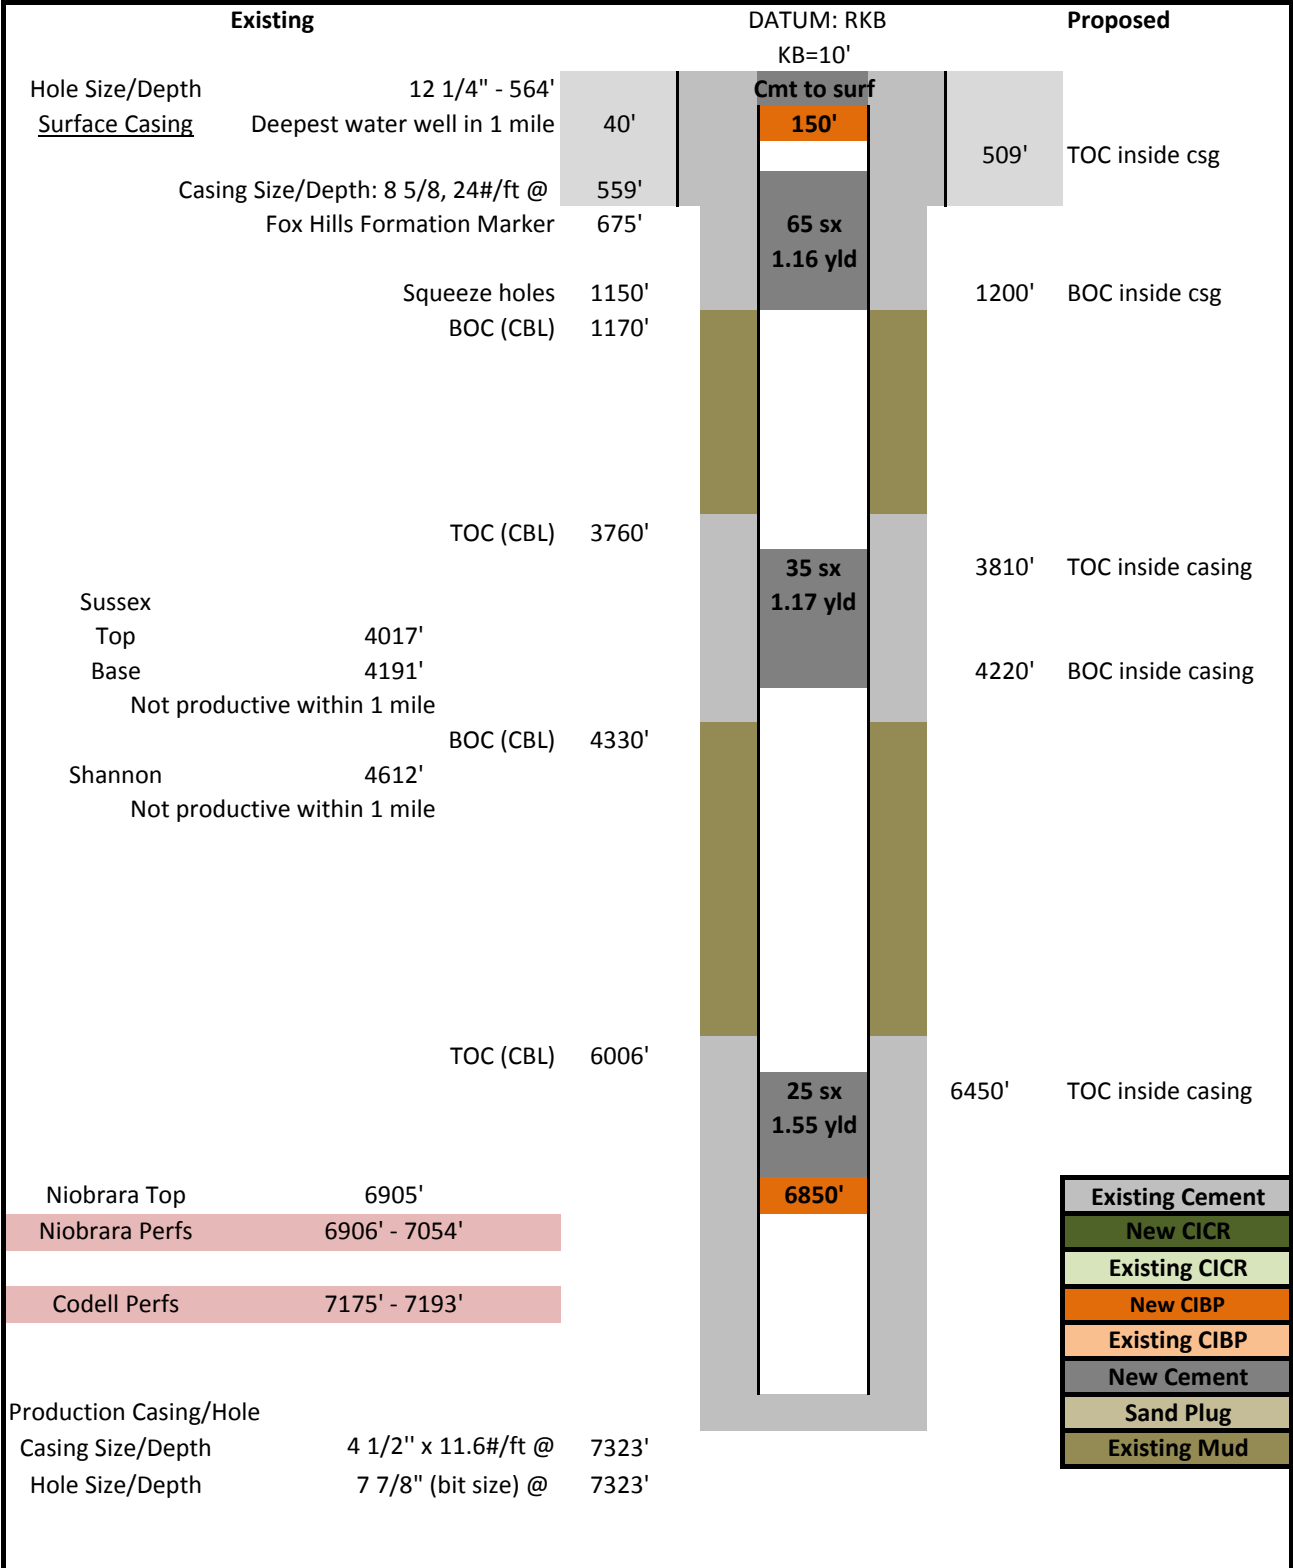 Existing DATUM: RKB Proposed
KB=10'
Hole Size/Depth 12 1/4" - 564' Cmt to surf
Surface Casing Deepest water well in 1 mile 40' 150'
509' TOC inside csg
Casing Size/Depth: 8 5/8, 24#/ft @ 559'
Fox Hills Formation Marker 675' 65 sx
1.16 yld
Squeeze holes 1150' 1200' BOC inside csg
BOC (CBL) 1170'
TOC (CBL) 3760'
35 sx 3810' TOC inside casing
Sussex 1.17 yld
Top 4017'
Base 4191' 4220' BOC inside casing
Not productive within 1 mile
BOC (CBL) 4330'
Shannon 4612'
Not productive within 1 mile
TOC (CBL) 6006'
25 sx 6450' TOC inside casing
1.55 yld
Niobrara Top 6905' 6850' Existing Cement
Niobrara Perfs 6906' - 7054' New CICR
Existing CICR
Codell Perfs 7175' - 7193' New CIBP
Existing CIBP
New Cement
Production Casing/Hole Sand Plug
Casing Size/Depth 4 1/2'' x 11.6#/ft @ 7323' Existing Mud
Hole Size/Depth 7 7/8" (bit size) @ 7323'